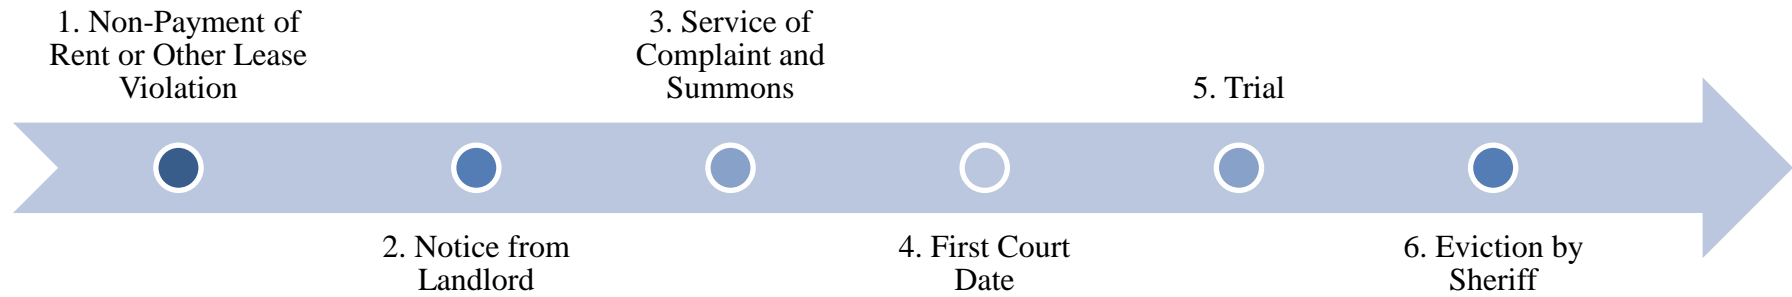 1. Non-Payment of
Rent or Other Lease
Violation
2. Notice from
Landlord
3. Service of
Complaint and
Summons
4. First Court
Date
5. Trial
6. Eviction by
Sheriff